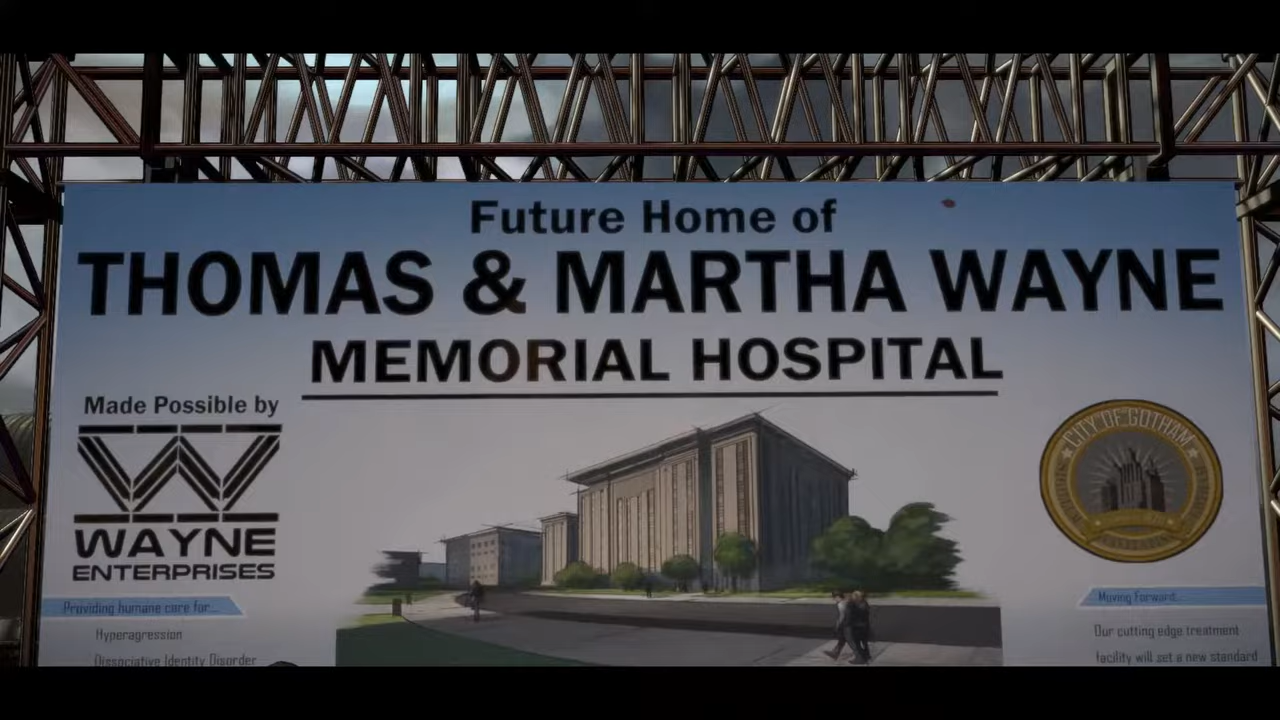 Future Home of
THOMAS & MARTHA WAYNE
MEMORIAL HOSPITAL
Made Possible by
WAYNE
ENTERPRISES
CITY OF GOTHAM
Providing humane care for...
Hyperagression
Dissociative Identity Disorder
Moving Forward...
Our cutting edge treatment
facility will set a new standard